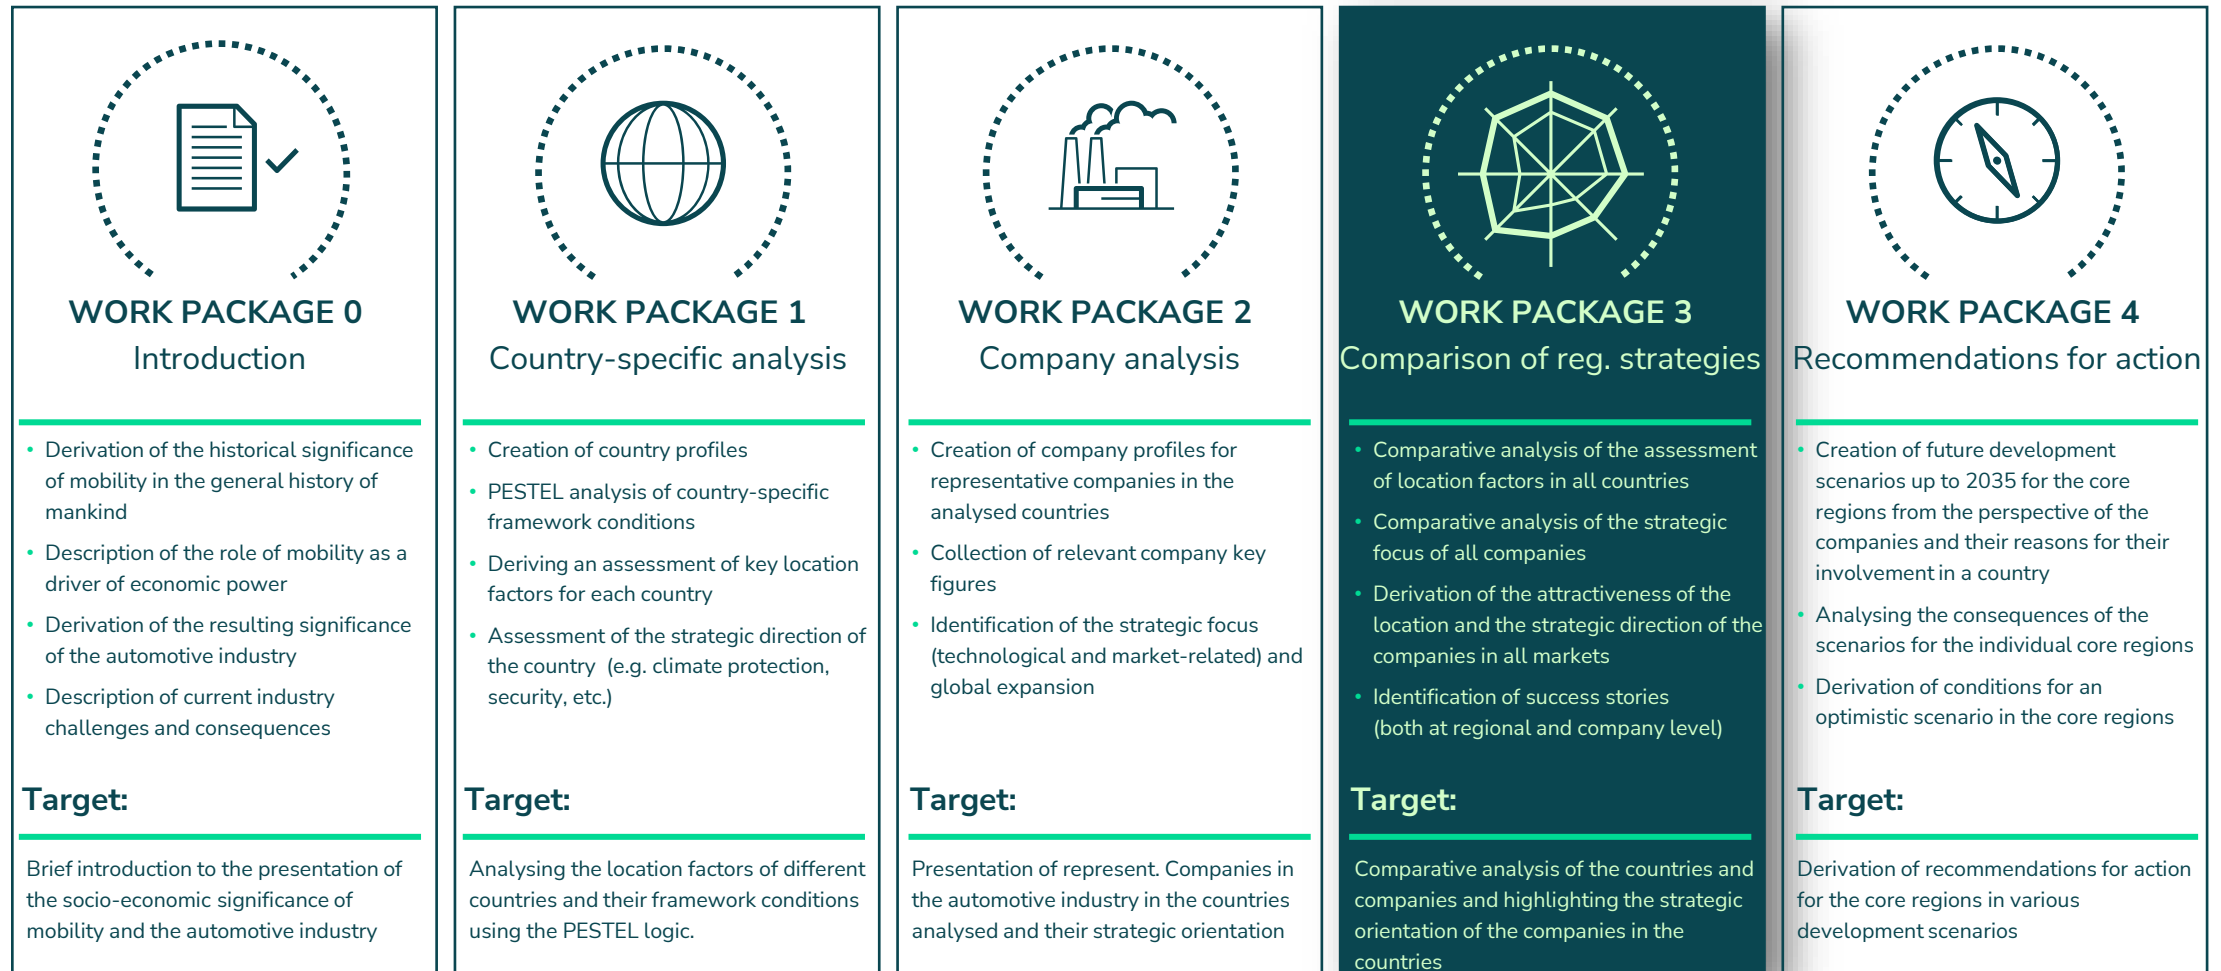 WORK PACKAGE 0
Introduction
• Derivation of the historical significance
of mobility in the general history of
mankind
• Description of the role of mobility as a
driver of economic power
• Derivation of the resulting significance
of the automotive industry
• Description of current industry
challenges and consequences
Target:
Brief introduction to the presentation of
the socio-economic significance of
mobility and the automotive industry
WORK PACKAGE 1
Country-specific analysis
• Creation of country profiles
• PESTEL analysis of country-specific
framework conditions
• Deriving an assessment of key location
factors for each country
• Assessment of the strategic direction of
the country (e.g. climate protection,
security, etc.)
Target:
Analysing the location factors of different
countries and their framework conditions
using the PESTEL logic.
WORK PACKAGE 2
Company analysis
• Creation of company profiles for
representative companies in the
analysed countries
• Collection of relevant company key
figures
• Identification of the strategic focus
(technological and market-related) and
global expansion
Target:
Presentation of represent. Companies in
the automotive industry in the countries
analysed and their strategic orientation
WORK PACKAGE 3
Comparison of reg. strategies
• Comparative analysis of the assessment
of location factors in all countries
• Comparative analysis of the strategic
focus of all companies
• Derivation of the attractiveness of the
location and the strategic direction of the
companies in all markets
• Identification of success stories
(both at regional and company level)
Target:
Comparative analysis of the countries and
companies and highlighting the strategic
orientation of the companies in the
countries
WORK PACKAGE 4
Recommendations for action
• Creation of future development
scenarios up to 2035 for the core
regions from the perspective of the
companies and their reasons for their
involvement in a country
• Analysing the consequences of the
scenarios for the individual core regions
• Derivation of conditions for an
optimistic scenario in the core regions
Target:
Derivation of recommendations for action
for the core regions in various
development scenarios